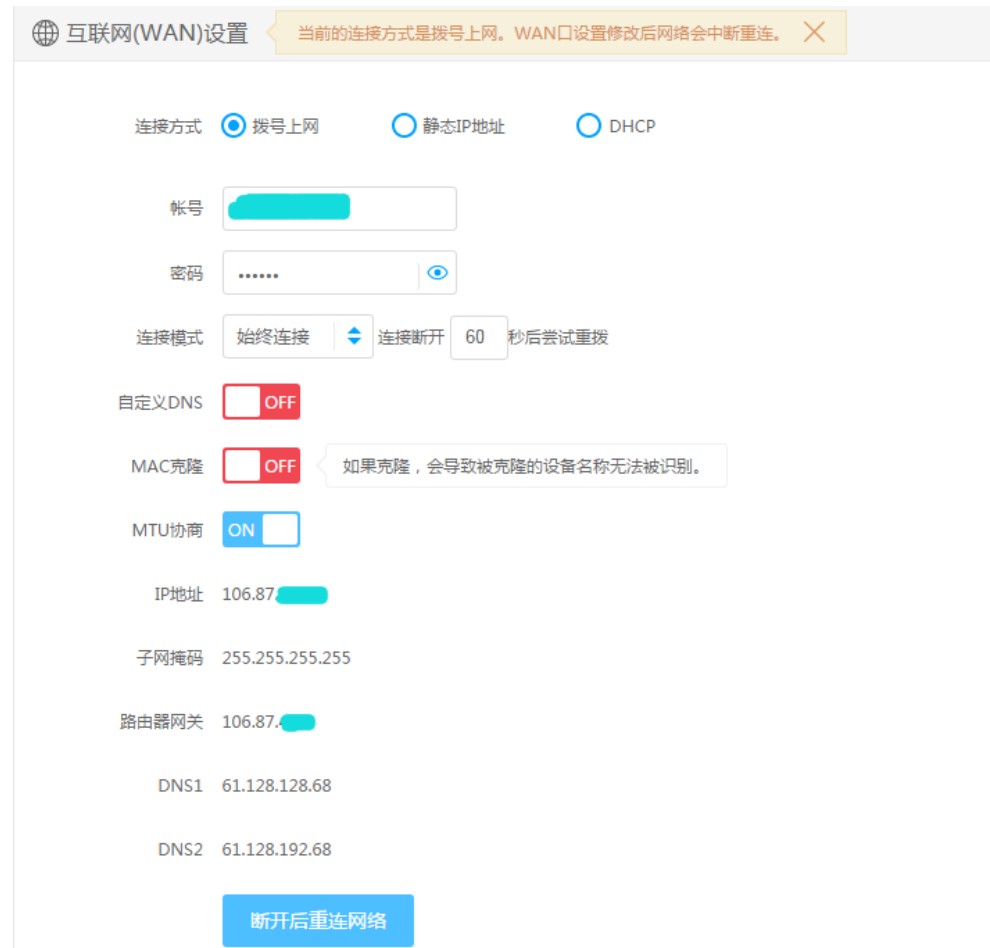 互联网(WAN)设置 当前的连接方式是拨号上网。WAN口设置修改后网络会中断重连。
连接方式 拨号上网 静态IP地址 DHCP
帐号
密码 ••••••
连接模式 始终连接 连接断开 60 秒后尝试重拨
自定义DNS OFF
MAC克隆 OFF 如果克隆，会导致被克隆的设备名称无法被识别。
MTU协商 ON
IP地址 106.87.
子网掩码 255.255.255.255
路由器网关 106.87.
DNS1 61.128.128.68
DNS2 61.128.192.68
断开后重连网络